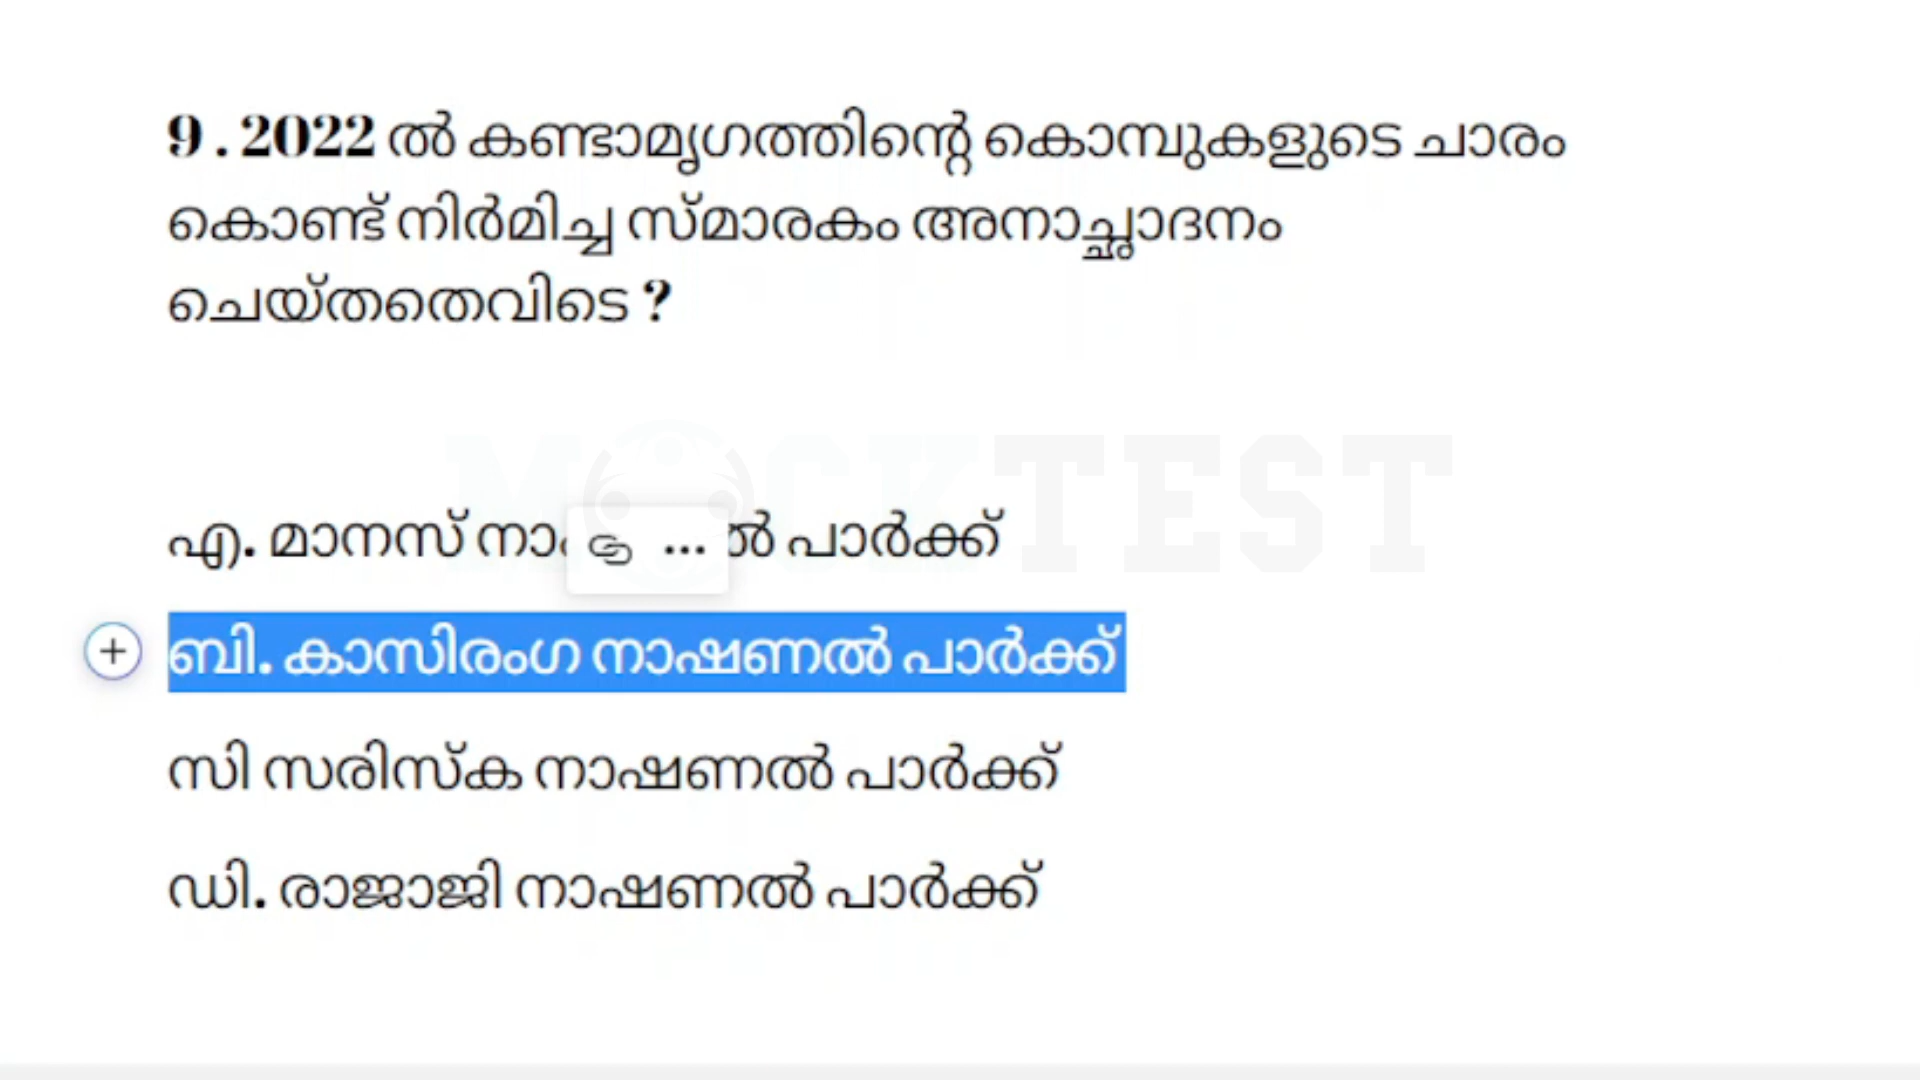 9 . 2022 ൽ കണ്ടാമൃഗത്തിന്റെ കൊമ്പുകളുടെ ചാരം
കൊണ്ട് നിർമിച്ച സ്മാരകം അനാച്ഛാദനം
ചെയ്തതെവിടെ ?
MOCKTEST
എ. മാനസ് പാർക്ക്
ബി. കാസിരംഗ നാഷണൽ പാർക്ക്
സി സരിസ്ക നാഷണൽ പാർക്ക്
ഡി. രാജാജി നാഷണൽ പാർക്ക്